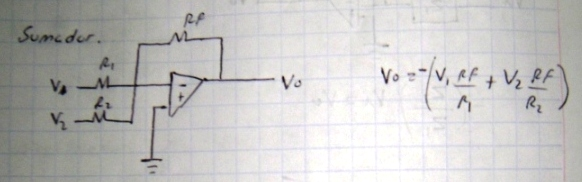 Sumador.
RF
R1
V1
R2
V2
-
+
Vo
Vo = -(V1 RF/R1 + V2 RF/R2